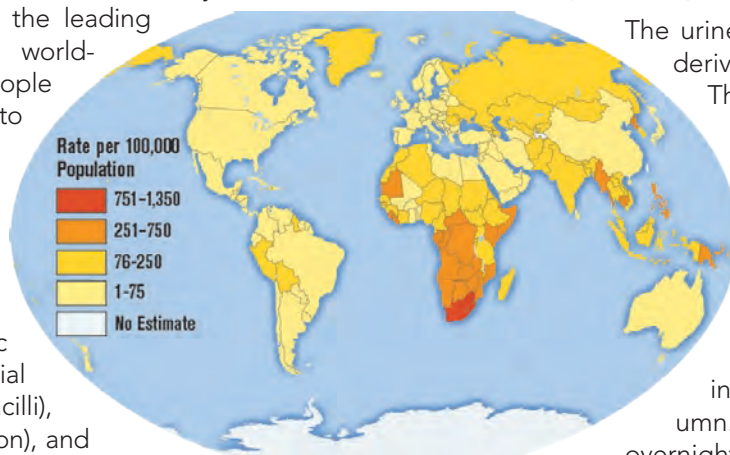 the leading
world-
ople
to
Rate per 100,000
Population
751–1,350
251–750
76-250
1-75
No Estimate
c
ial
cilli),
on), and
The urine
deriv
Th
in
umn.
overnight